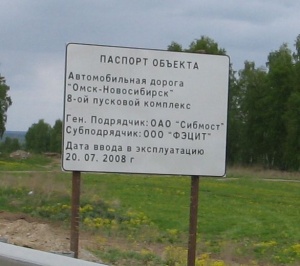 ПАСПОРТ ОБЪЕКТА
Автомобильная дорога
"Омск-Новосибирск"
8-ой пусковой комплекс
Ген. Подрядчик: ОАО "Сибмост"
Субподрядчик: ООО "ФЭЦИТ"
Дата ввода в эксплуатацию
20. 07. 2008 г